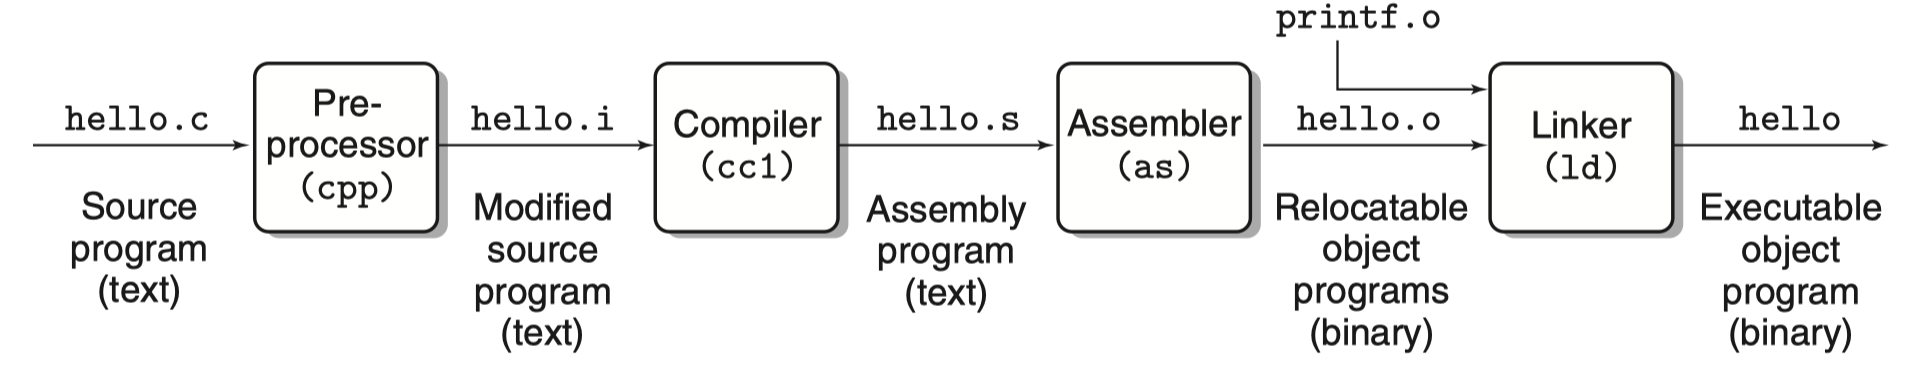 printf.o
hello.c
Pre-
processor
(cpp)
hello.i
Compiler
(cc1)
hello.s
Assembler
(as)
hello.o
Linker
(ld)
hello
Source
program
(text)
Modified
source
program
(text)
Assembly
program
(text)
Relocatable
object
programs
(binary)
Executable
object
program
(binary)